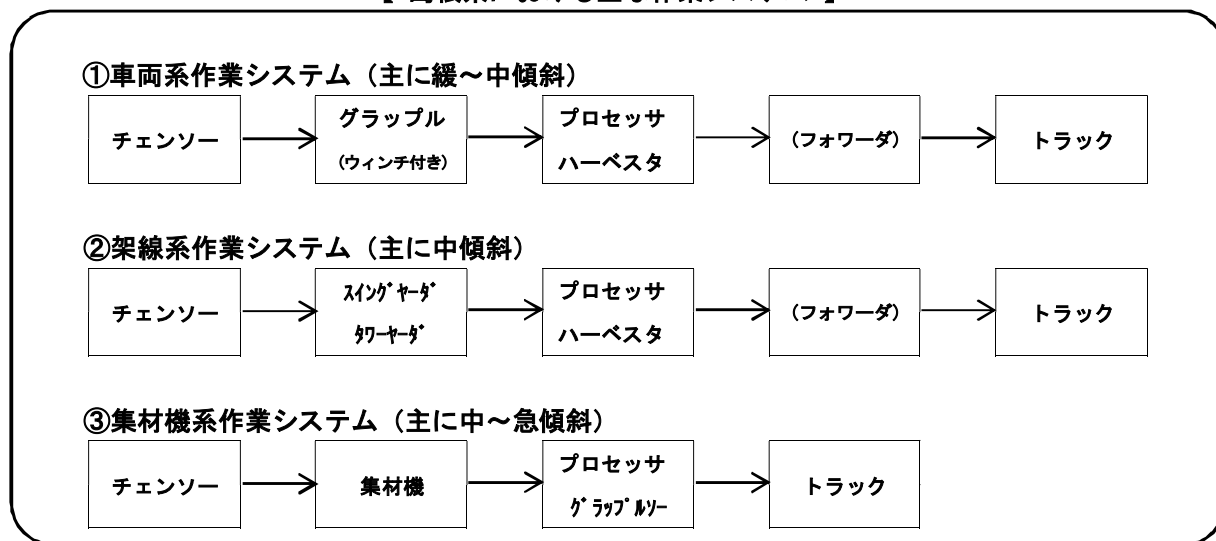 ①車両系作業システム（主に緩～中傾斜）
チェンソー
グラップル
(ウィンチ付き)
プロセッサ
ハーベスタ
(フォワーダ)
トラック
②架線系作業システム（主に中傾斜）
チェンソー
ｽｲﾝｸﾞﾔｰﾀﾞ
ﾀﾜｰﾔｰﾀﾞ
プロセッサ
ハーベスタ
(フォワーダ)
トラック
③集材機系作業システム（主に中～急傾斜）
チェンソー
集材機
プロセッサ
ｸﾞﾗｯﾌﾟﾙｿｰ
トラック